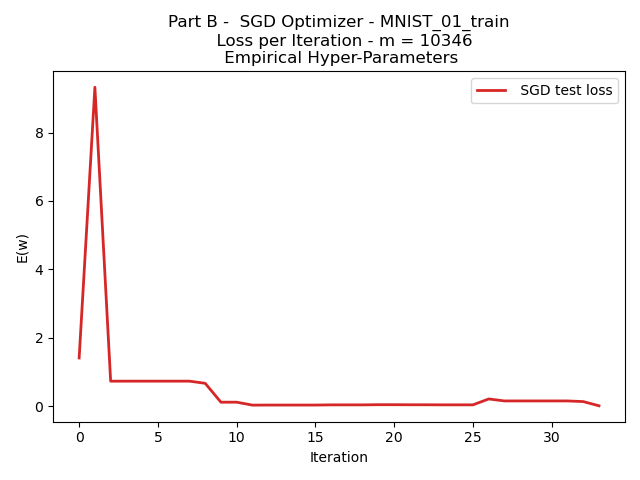 Part B -  SGD Optimizer - MNIST_01_train
Loss per Iteration - m = 10346
Empirical Hyper-Parameters
SGD test loss
E(w)
8
6
4
2
0
0 5 10 15 20 25 30
Iteration